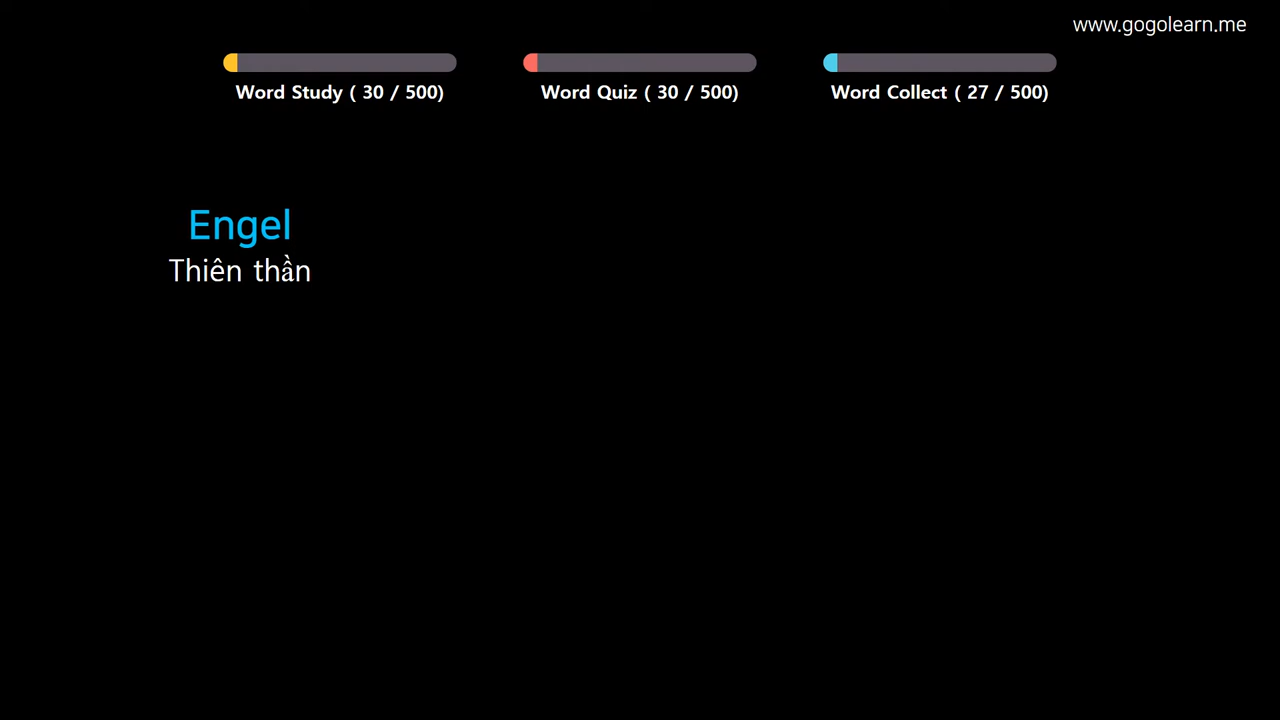 www.gogolearn.me
Word Study ( 30 / 500)
Word Quiz ( 30 / 500)
Word Collect ( 27 / 500)
Engel
Thiên thần